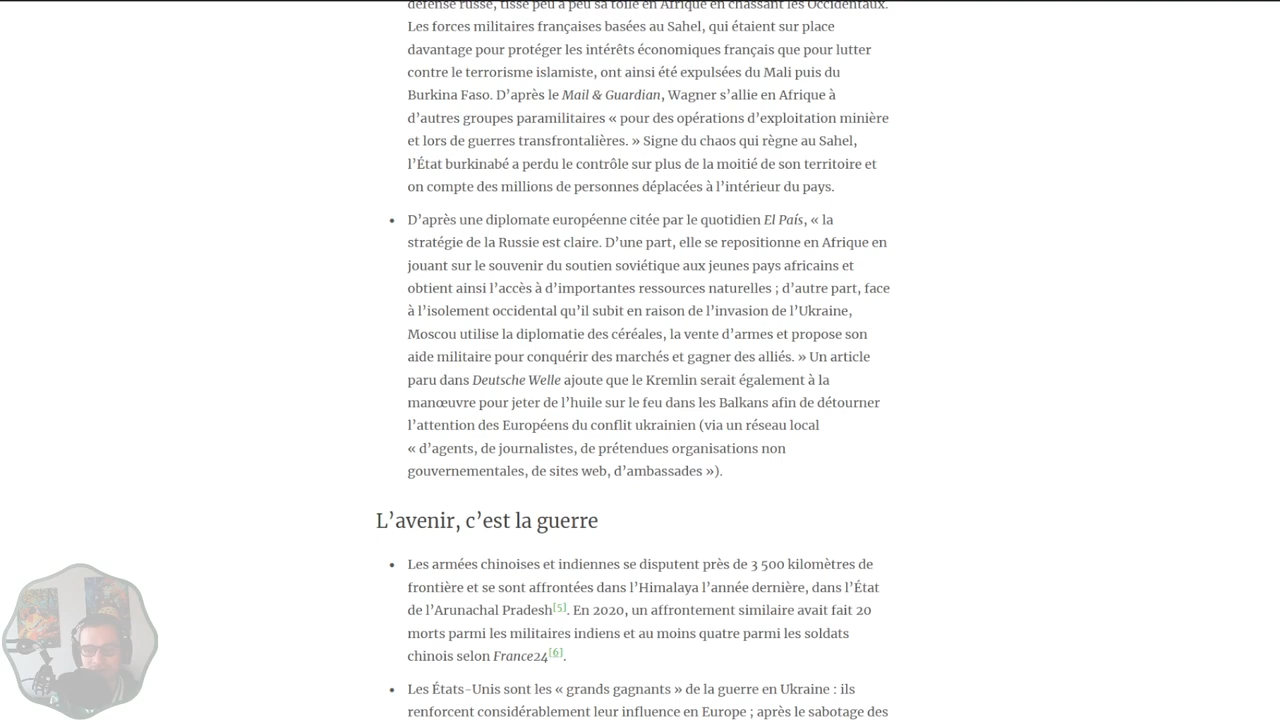 défense russe, tisse peu à peu sa toile en Afrique en chassant les Occidentaux.
Les forces militaires françaises basées au Sahel, qui étaient sur place
davantage pour protéger les intérêts économiques français que pour lutter
contre le terrorisme islamiste, ont ainsi été expulsées du Mali puis du
Burkina Faso. D’après le Mail & Guardian, Wagner s’allie en Afrique à
d’autres groupes paramilitaires « pour des opérations d’exploitation minière
et lors de guerres transfrontalières. » Signe du chaos qui règne au Sahel,
l’État burkinabé a perdu le contrôle sur plus de la moitié de son territoire et
on compte des millions de personnes déplacées à l’intérieur du pays.
• D’après une diplomate européenne citée par le quotidien El País, « la
stratégie de la Russie est claire. D’une part, elle se repositionne en Afrique en
jouant sur le souvenir du soutien soviétique aux jeunes pays africains et
obtient ainsi l’accès à d’importantes ressources naturelles ; d’autre part, face
à l’isolement occidental qu’il subit en raison de l’invasion de l’Ukraine,
Moscou utilise la diplomatie des céréales, la vente d’armes et propose son
aide militaire pour conquérir des marchés et gagner des alliés. » Un article
paru dans Deutsche Welle ajoute que le Kremlin serait également à la
manœuvre pour jeter de l’huile sur le feu dans les Balkans afin de détourner
l’attention des Européens du conflit ukrainien (via un réseau local
« d’agents, de journalistes, de prétendues organisations non
gouvernementales, de sites web, d’ambassades »).
L’avenir, c’est la guerre
• Les armées chinoises et indiennes se disputent près de 3 500 kilomètres de
frontière et se sont affrontées dans l’Himalaya l’année dernière, dans l’État
de l’Arunachal Pradesh[5]. En 2020, un affrontement similaire avait fait 20
morts parmi les militaires indiens et au moins quatre parmi les soldats
chinois selon France24[6].
• Les États-Unis sont les « grands gagnants » de la guerre en Ukraine : ils
renforcent considérablement leur influence en Europe ; après le sabotage des